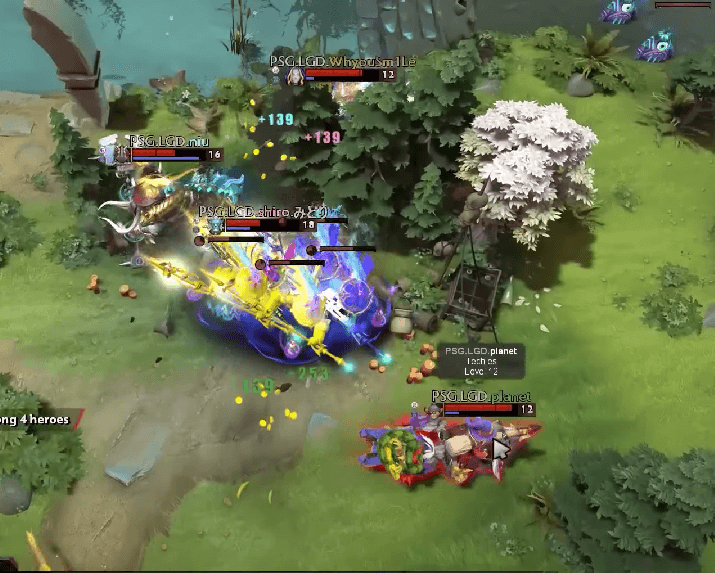 PSG.LGD.WhyouSm1Le
12
+139
+139
PSG.LGD.niu
16
PSG.LGD.shiro.みどり
18
139
253
PSG.LGD.planet
Techies
Level 12
PSG.LGD.planet
12
ong 4 heroes